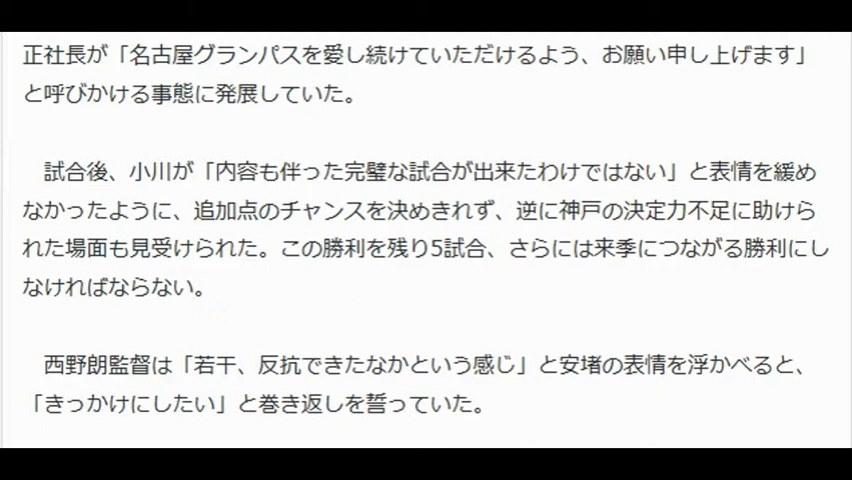 正社長が「名古屋グランパスを愛し続けていただけるよう、お願い申し上げます」
と呼びかける事態に発展していた。
試合後、小川が「内容も伴った完璧な試合が出来たわけではない」と表情を緩め
なかったように、追加点のチャンスを決めきれず、逆に神戸の決定力不足に助けら
れた場面も見受けられた。この勝利を残り5試合、さらには来季につながる勝利にし
なければならない。
西野朗監督は「若干、反抗できたなかという感じ」と安堵の表情を浮かべると、
「きっかけにしたい」と巻き返しを誓っていた。